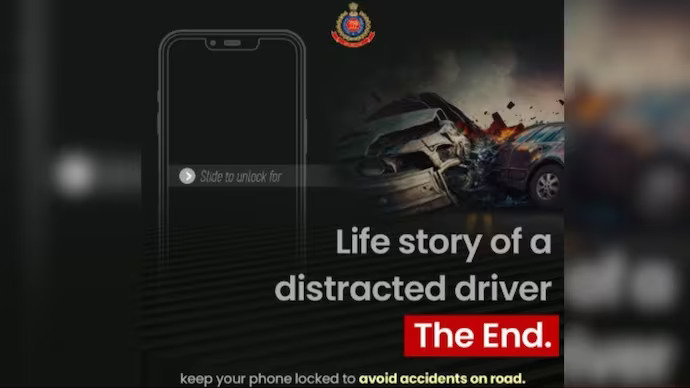 Slide to unlock for
Life story of a
distracted driver
The End.
keep your phone locked to avoid accidents on road.